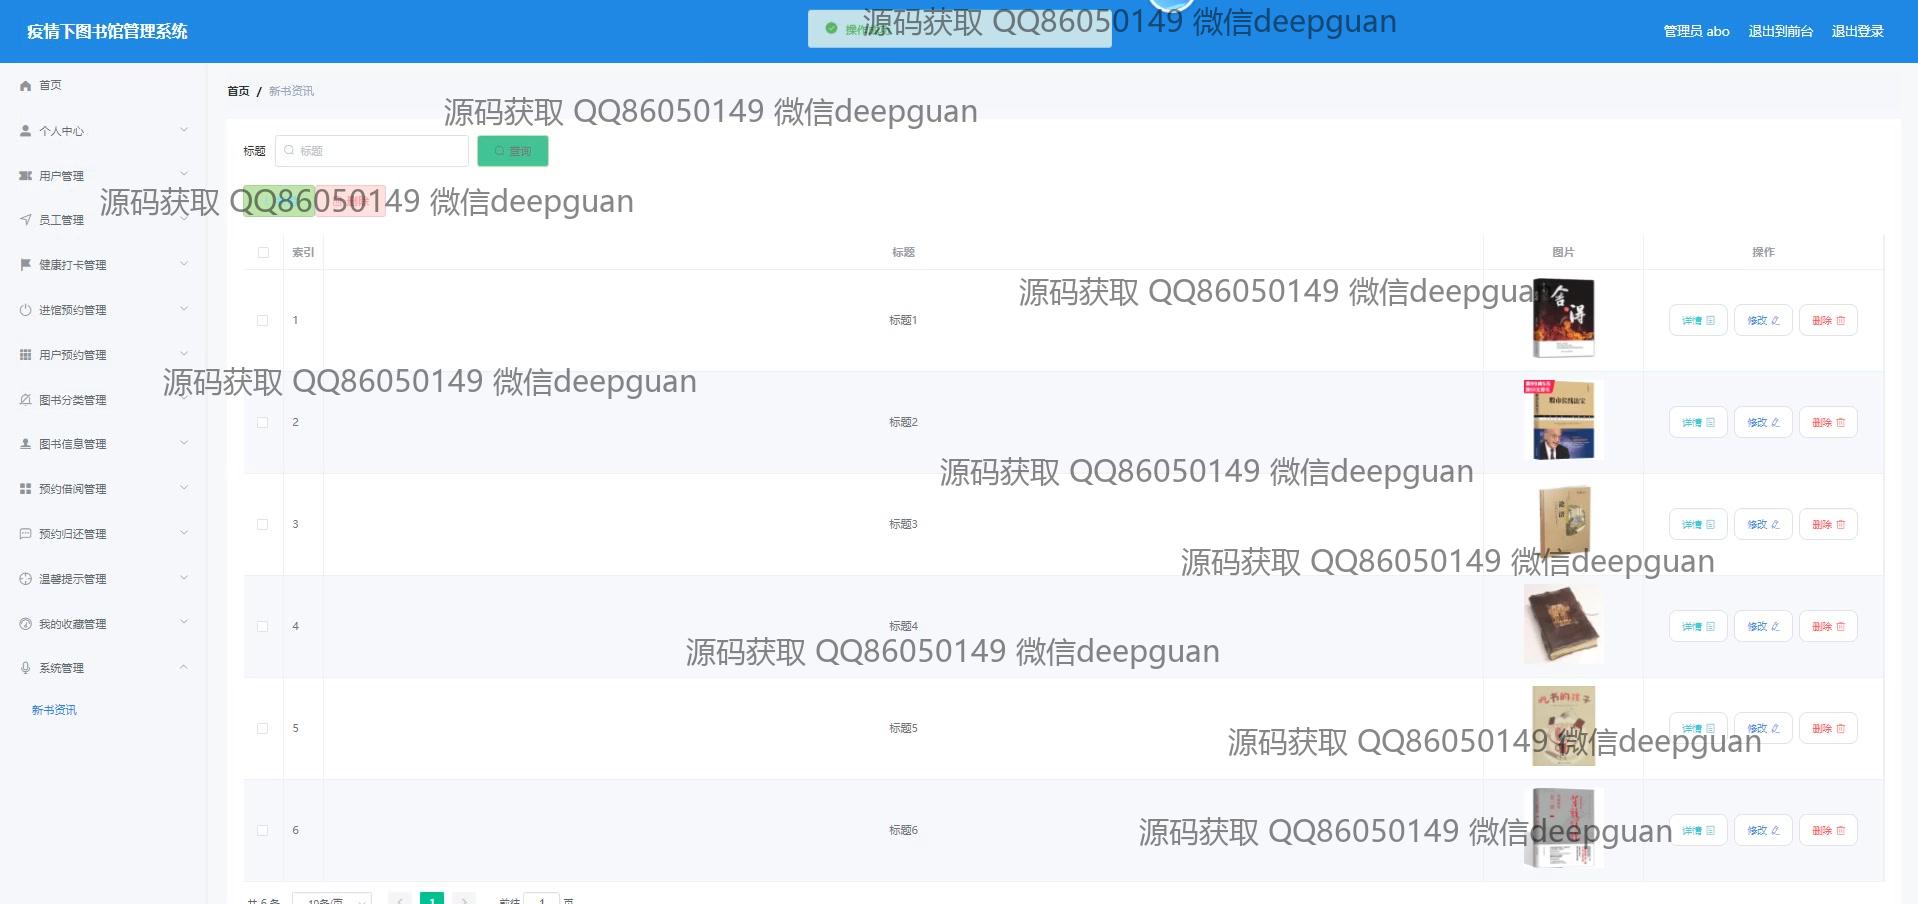 疫情下图书馆管理系统
管理员 abo 退出到前台 退出登录
源码获取 QQ86050149 微信deepguan
首页
个人中心
用户管理
员工管理
健康打卡管理
进馆预约管理
用户预约管理
图书分类管理
图书信息管理
预约借阅管理
预约归还管理
温馨提示管理
我的收藏管理
系统管理
新书资讯
首页 / 新书资讯
源码获取 QQ86050149 微信deepguan
标题 标题 查询
源码获取 QQ86050149 微信deepguan
删除
索引 标题 图片 操作
源码获取 QQ86050149 微信deepguan
舍得
1 标题1 详情 修改 删除
源码获取 QQ86050149 微信deepguan
2 标题2 详情 修改 删除
源码获取 QQ86050149 微信deepguan
论语
3 标题3 详情 修改 删除
源码获取 QQ86050149 微信deepguan
4 标题4 详情 修改 删除
源码获取 QQ86050149 微信deepguan
5 标题5 详情 修改 删除
源码获取 QQ86050149 微信deepguan
6 标题6 详情 修改 删除
源码获取 QQ86050149 微信deepguan
共 6 条 10条/页 1 前往 1 页